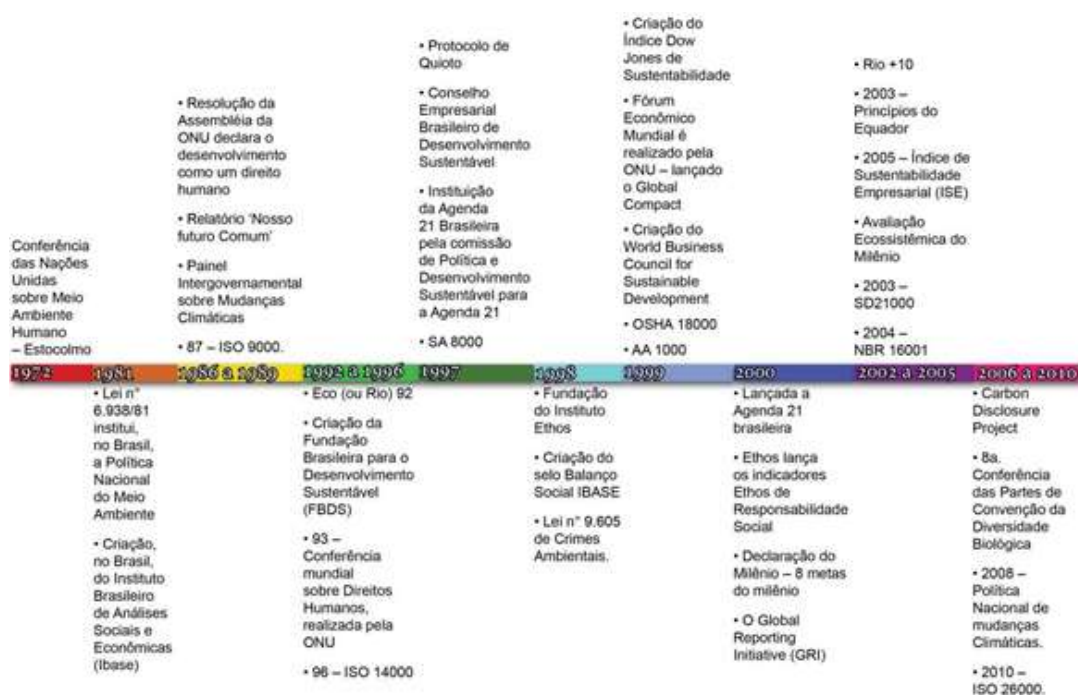 Conferência
das Nações
Unidas
sobre Meio
Ambiente
Humano
– Estocolmo
• Resolução da
Assembléia da
ONU declara o
desenvolvimento
como um direito
humano
• Relatório ‘Nosso
futuro Comum’
• Painel
Intergovernamental
sobre Mudanças
Climáticas
• 87 – ISO 9000.
• Protocolo de
Quioto
• Conselho
Empresarial
Brasileiro de
Desenvolvimento
Sustentável
• Instituição
da Agenda
21 Brasileira
pela comissão
de Política e
Desenvolvimento
Sustentável para
a Agenda 21
• SA 8000
• Criação do
Índice Dow
Jones de
Sustentabilidade
• Fórum
Econômico
Mundial é
realizado pela
ONU – lançado
o Global
Compact
• Criação do
World Business
Council for
Sustainable
Development
• OSHA 18000
• AA 1000
• Rio +10
• 2003 –
Princípios do
Equador
• 2005 – Índice de
Sustentabilidade
Empresarial (ISE)
• Avaliação
Ecossistêmica do
Milênio
• 2003 –
SD21000
• 2004 –
NBR 16001
1972 1981 1986 a 1989 1992 a 1996 1997 1998 1999 2000 2002 a 2005 2006 a 2010
• Lei n°
6.938/81
institui,
no Brasil,
a Política
Nacional
do Meio
Ambiente
• Criação,
no Brasil,
do Instituto
Brasileiro
de Análises
Sociais e
Econômicas
(Ibase)
• Eco (ou Rio) 92
• Criação da
Fundação
Brasileira para o
Desenvolvimento
Sustentável
(FBDS)
• 93 –
Conferência
mundial
sobre Direitos
Humanos,
realizada pela
ONU
• 96 – ISO 14000
• Fundação
do Instituto
Ethos
• Criação do
selo Balanço
Social IBASE
• Lei n° 9.605
de Crimes
Ambientais.
• Lançada a
Agenda 21
brasileira
• Ethos lança
os indicadores
Ethos de
Responsabilidade
Social
• Declaração do
Milênio – 8 metas
do milênio
• O Global
Reporting
Initiative (GRI)
• Carbon
Disclosure
Project
• 8a.
Conferência
das Partes de
Convenção da
Diversidade
Biológica
• 2008 –
Política
Nacional de
mudanças
Climáticas.
• 2010 –
ISO 26000.